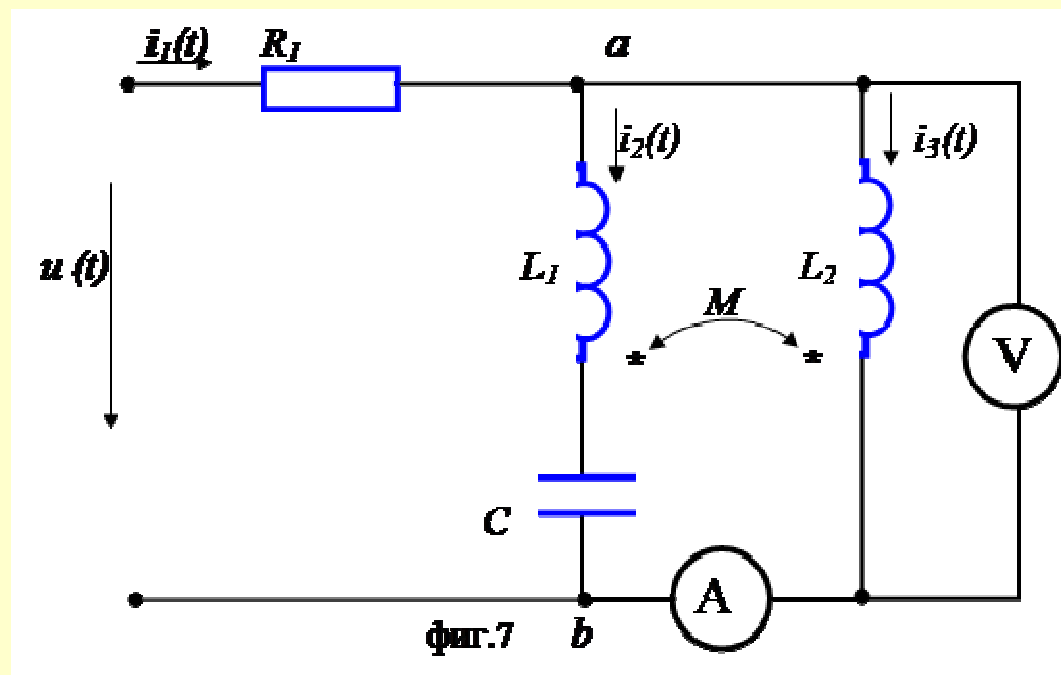 i₁(t) R₁ a
i₂(t) i₃(t)
u (t) L₁ L₂
M
* *
V
C
A
фиг.7 b